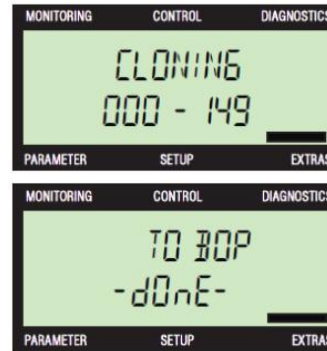 MONITORING CONTROL DIAGNOSTICS
CLONING
000 - 149
PARAMETER SETUP EXTRAS
MONITORING CONTROL DIAGNOSTICS
TO BOP
-dOnE-
PARAMETER SETUP EXTRAS